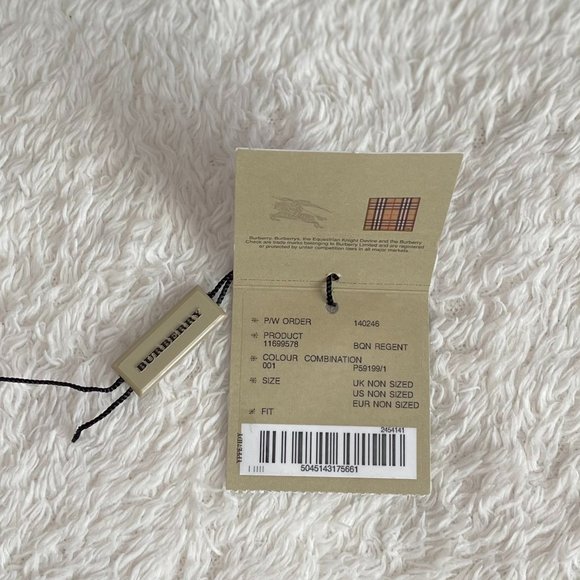 Burberry, Burberrys, the Equestrian Knight Device and the Burberry
Check are trade marks belonging to Burberry Limited and are registered
or protected by unfair competition laws in all major markets.
P/W ORDER 140246
PRODUCT
11699578 BQN REGENT
COLOUR COMBINATION
001 P59199/1
SIZE UK NON SIZED
US NON SIZED
EUR NON SIZED
FIT
2454141
5045143175661
BURBERRY